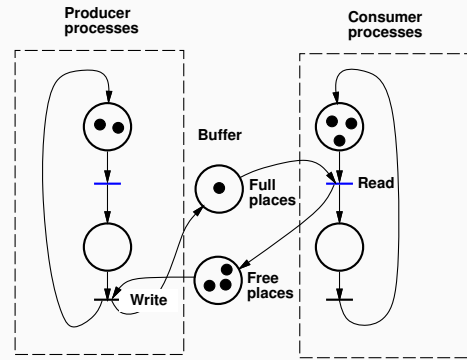 Producer
processes
Consumer
processes
Buffer
Full
places
Read
Free
places
Write